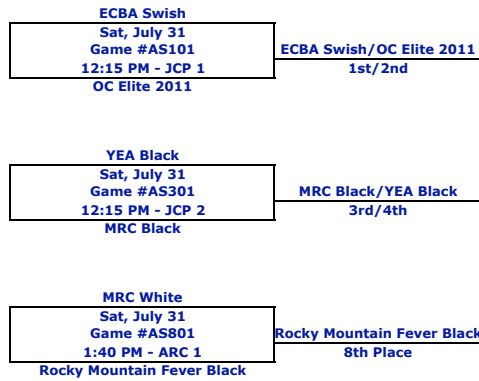 ECBA Swish
Sat, July 31
Game #AS101
12:15 PM - JCP 1
OC Elite 2011
ECBA Swish/OC Elite 2011
1st/2nd
YEA Black
Sat, July 31
Game #AS301
12:15 PM - JCP 2
MRC Black
MRC Black/YEA Black
3rd/4th
MRC White
Sat, July 31
Game #AS801
1:40 PM - ARC 1
Rocky Mountain Fever Black
Rocky Mountain Fever Black
8th Place